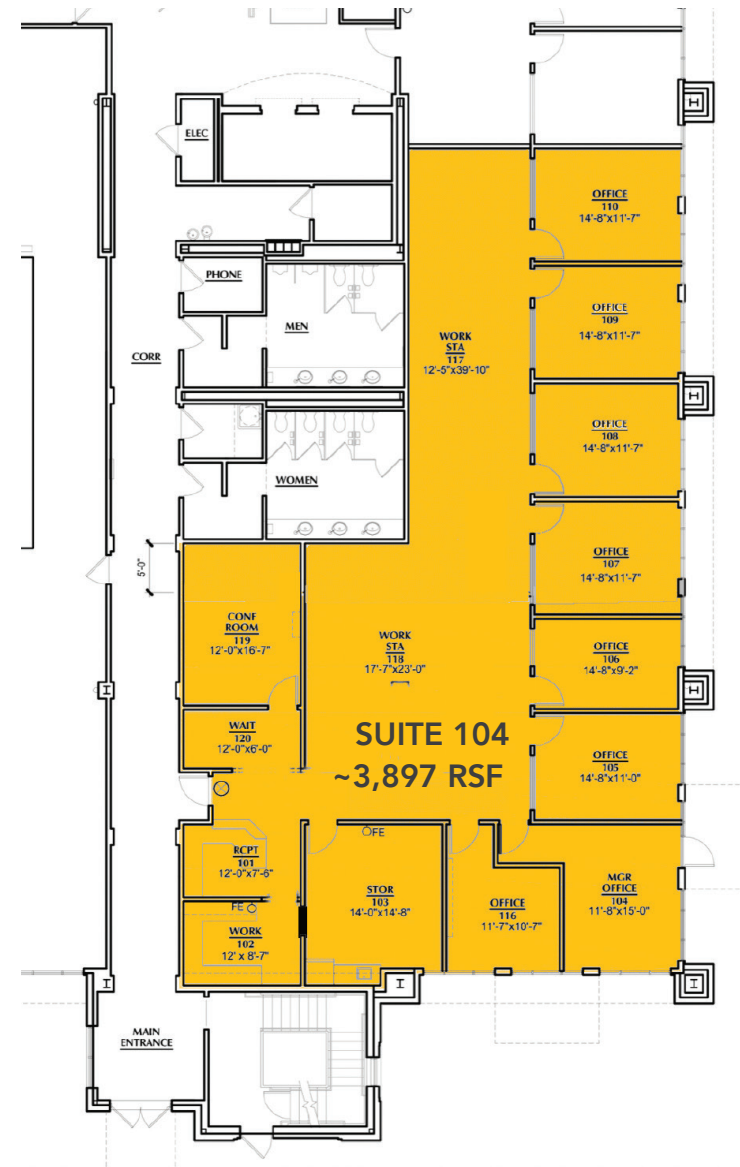 ELEC
OFFICE
110
14'-8"x11'-7"
PHONE
OFFICE
109
14'-8"x11'-7"
MEN
WORK
STA
117
12'-5"x39'-10"
CORR
OFFICE
108
14'-8"x11'-7"
WOMEN
OFFICE
107
14'-8"x11'-7"
5'-0"
CONF
ROOM
119
12'-0"x16'-7"
WORK
STA
118
17'-7"x23'-0"
OFFICE
106
14'-8"x9'-2"
WAIT
120
12'-0"x6'-0"
SUITE 104
~3,897 RSF
OFFICE
105
14'-8"x11'-0"
FE
RCPT
101
12'-0"x7'-6"
STOR
103
14'-0"x14'-8"
MGR
OFFICE
104
11'-8"x15'-0"
OFFICE
116
11'-7"x10'-7"
FE
WORK
102
12' x 8'-7"
MAIN
ENTRANCE